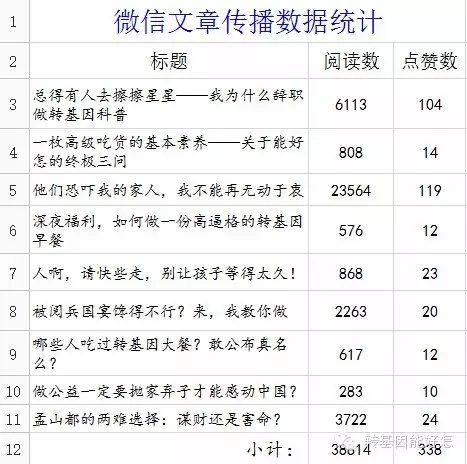 1 微信文章传播数据统计
2 标题 阅读数 点赞数
3 总得有人去擦擦星星——我为什么辞职
做转基因科普 6113 104
4 一枚高级吃货的基本素养——关于能好
怎的终极三问 808 14
5 他们恐吓我的家人，我不能再无动于衷 23564 119
6 深夜福利，如何做一份高逼格的转基因
早餐 576 12
7 人啊，请快些走，别让孩子等得太久！ 868 23
8 被阅兵国宴馋得不行？来，我教你做 2263 20
9 哪些人吃过转基因大餐？敢公布真名
么？ 617 12
10 做公益一定要抛家弃子才能感动中国？ 283 10
11 孟山都的两难选择：谋财还是害命？ 3722 24
12 小计： 38814 338
转基因能好怎